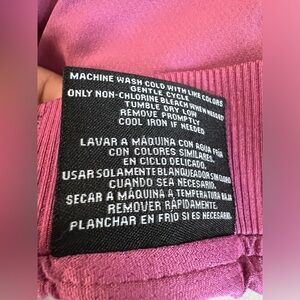 MACHINE WASH COLD WITH LIKE COLORS
GENTLE CYCLE
ONLY NON-CHLORINE BLEACH WHEN NEEDED
TUMBLE DRY LOW
REMOVE PROMPTLY
COOL IRON IF NEEDED
LAVAR A MÁQUINA CON AGUA FRÍA
CON COLORES SIMILARES.
EN CICLO DELICADO.
USAR SOLAMENTE BLANQUEADOR SIN CLORO
CUANDO SEA NECESARIO.
SECAR A MÁQUINA A TEMPERATURA BAJA
REMOVER RÁPIDAMENTE.
PLANCHAR EN FRÍO SI ES NECESARIO.